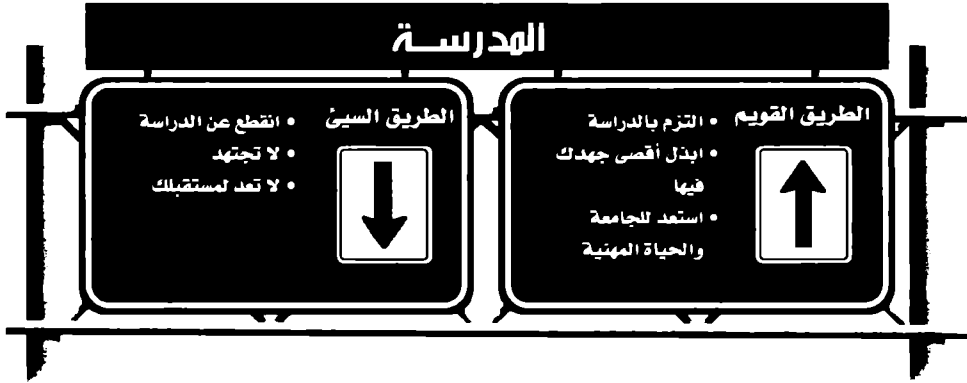 المدرســة
الطريق القويم
• التزم بالدراسة
• ابذل أقصى جهدك
فيها
• استعد للجامعة
والحياة المهنية
الطريق السيئ
• انقطع عن الدراسة
• لا تجتهد
• لا تعد لمستقبلك